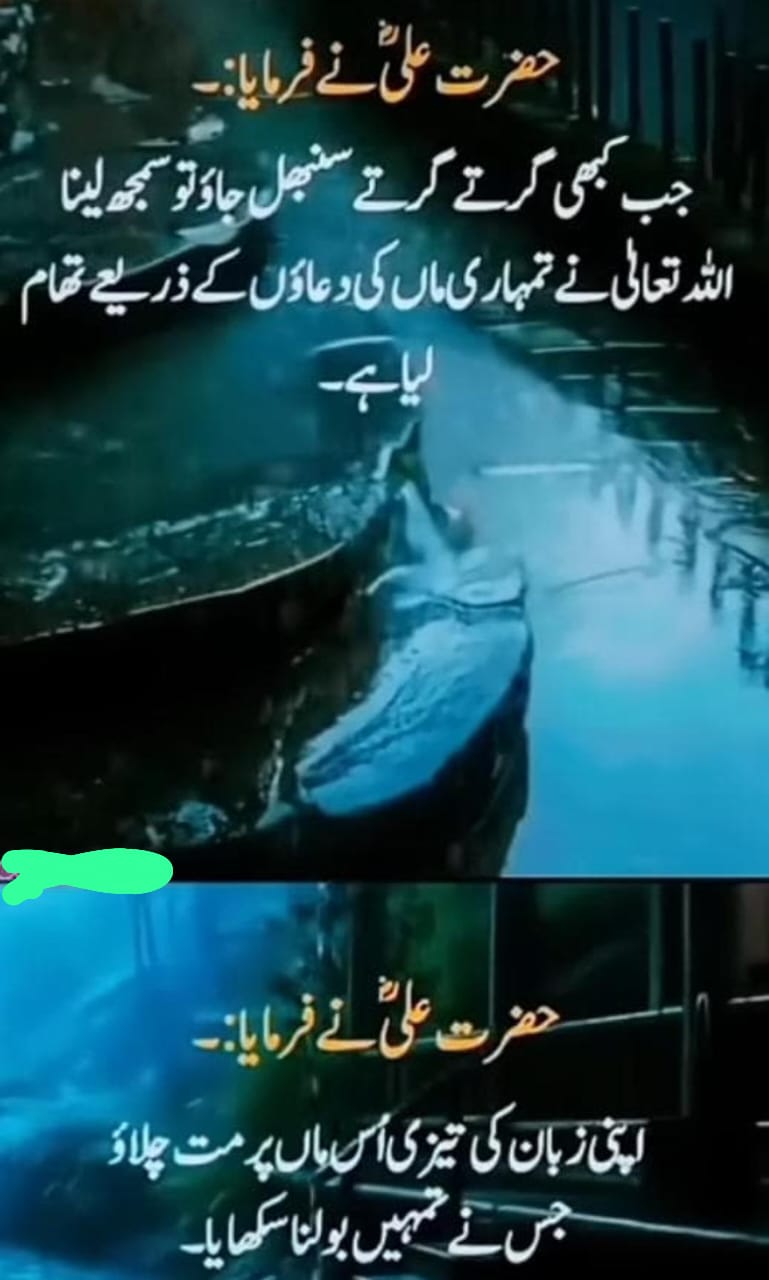 حضرت علیؓ نے فرمایا:۔
جب کبھی گرتے گرتے سنبھل جاؤ تو سمجھ لینا
اللہ تعالیٰ نے تمہاری ماں کی دعاؤں کے ذریعے تھام
لیا ہے۔
حضرت علیؓ نے فرمایا:۔
اپنی زبان کی تیزی اُس ماں پر مت چلاؤ
جس نے تمہیں بولنا سکھایا۔